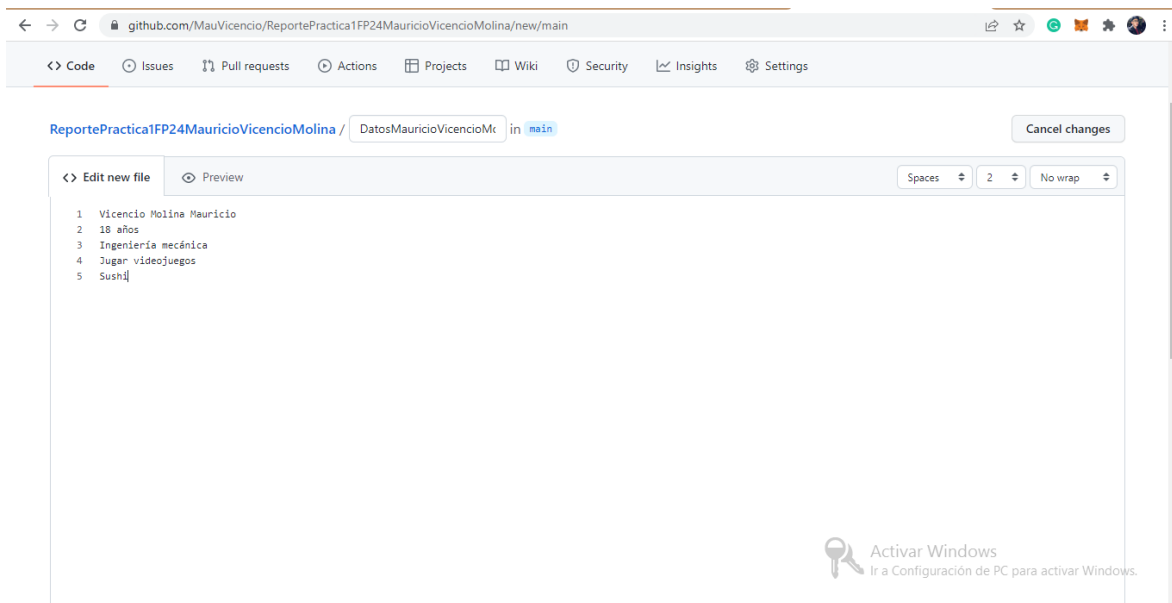 github.com/MauVicencio/ReportePractica1FP24MauricioVicencioMolina/new/main
<> Code Issues Pull requests Actions Projects Wiki Security Insights Settings
ReportePractica1FP24MauricioVicencioMolina / DatosMauricioVicencioMo in main Cancel changes
<> Edit new file Preview Spaces 2 No wrap
1 Vicencio Molina Mauricio
2 18 años
3 Ingeniería mecánica
4 Jugar videojuegos
5 Sushi
Activar Windows
Ir a Configuración de PC para activar Windows.